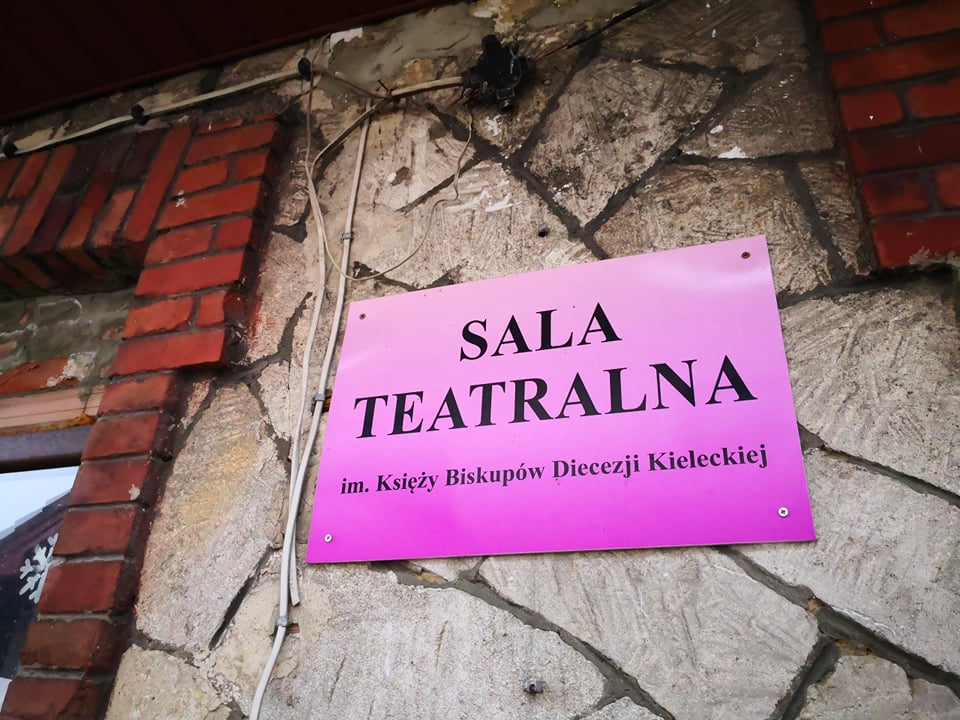 SALA
TEATRALNA
im. Księży Biskupów Diecezji Kieleckiej